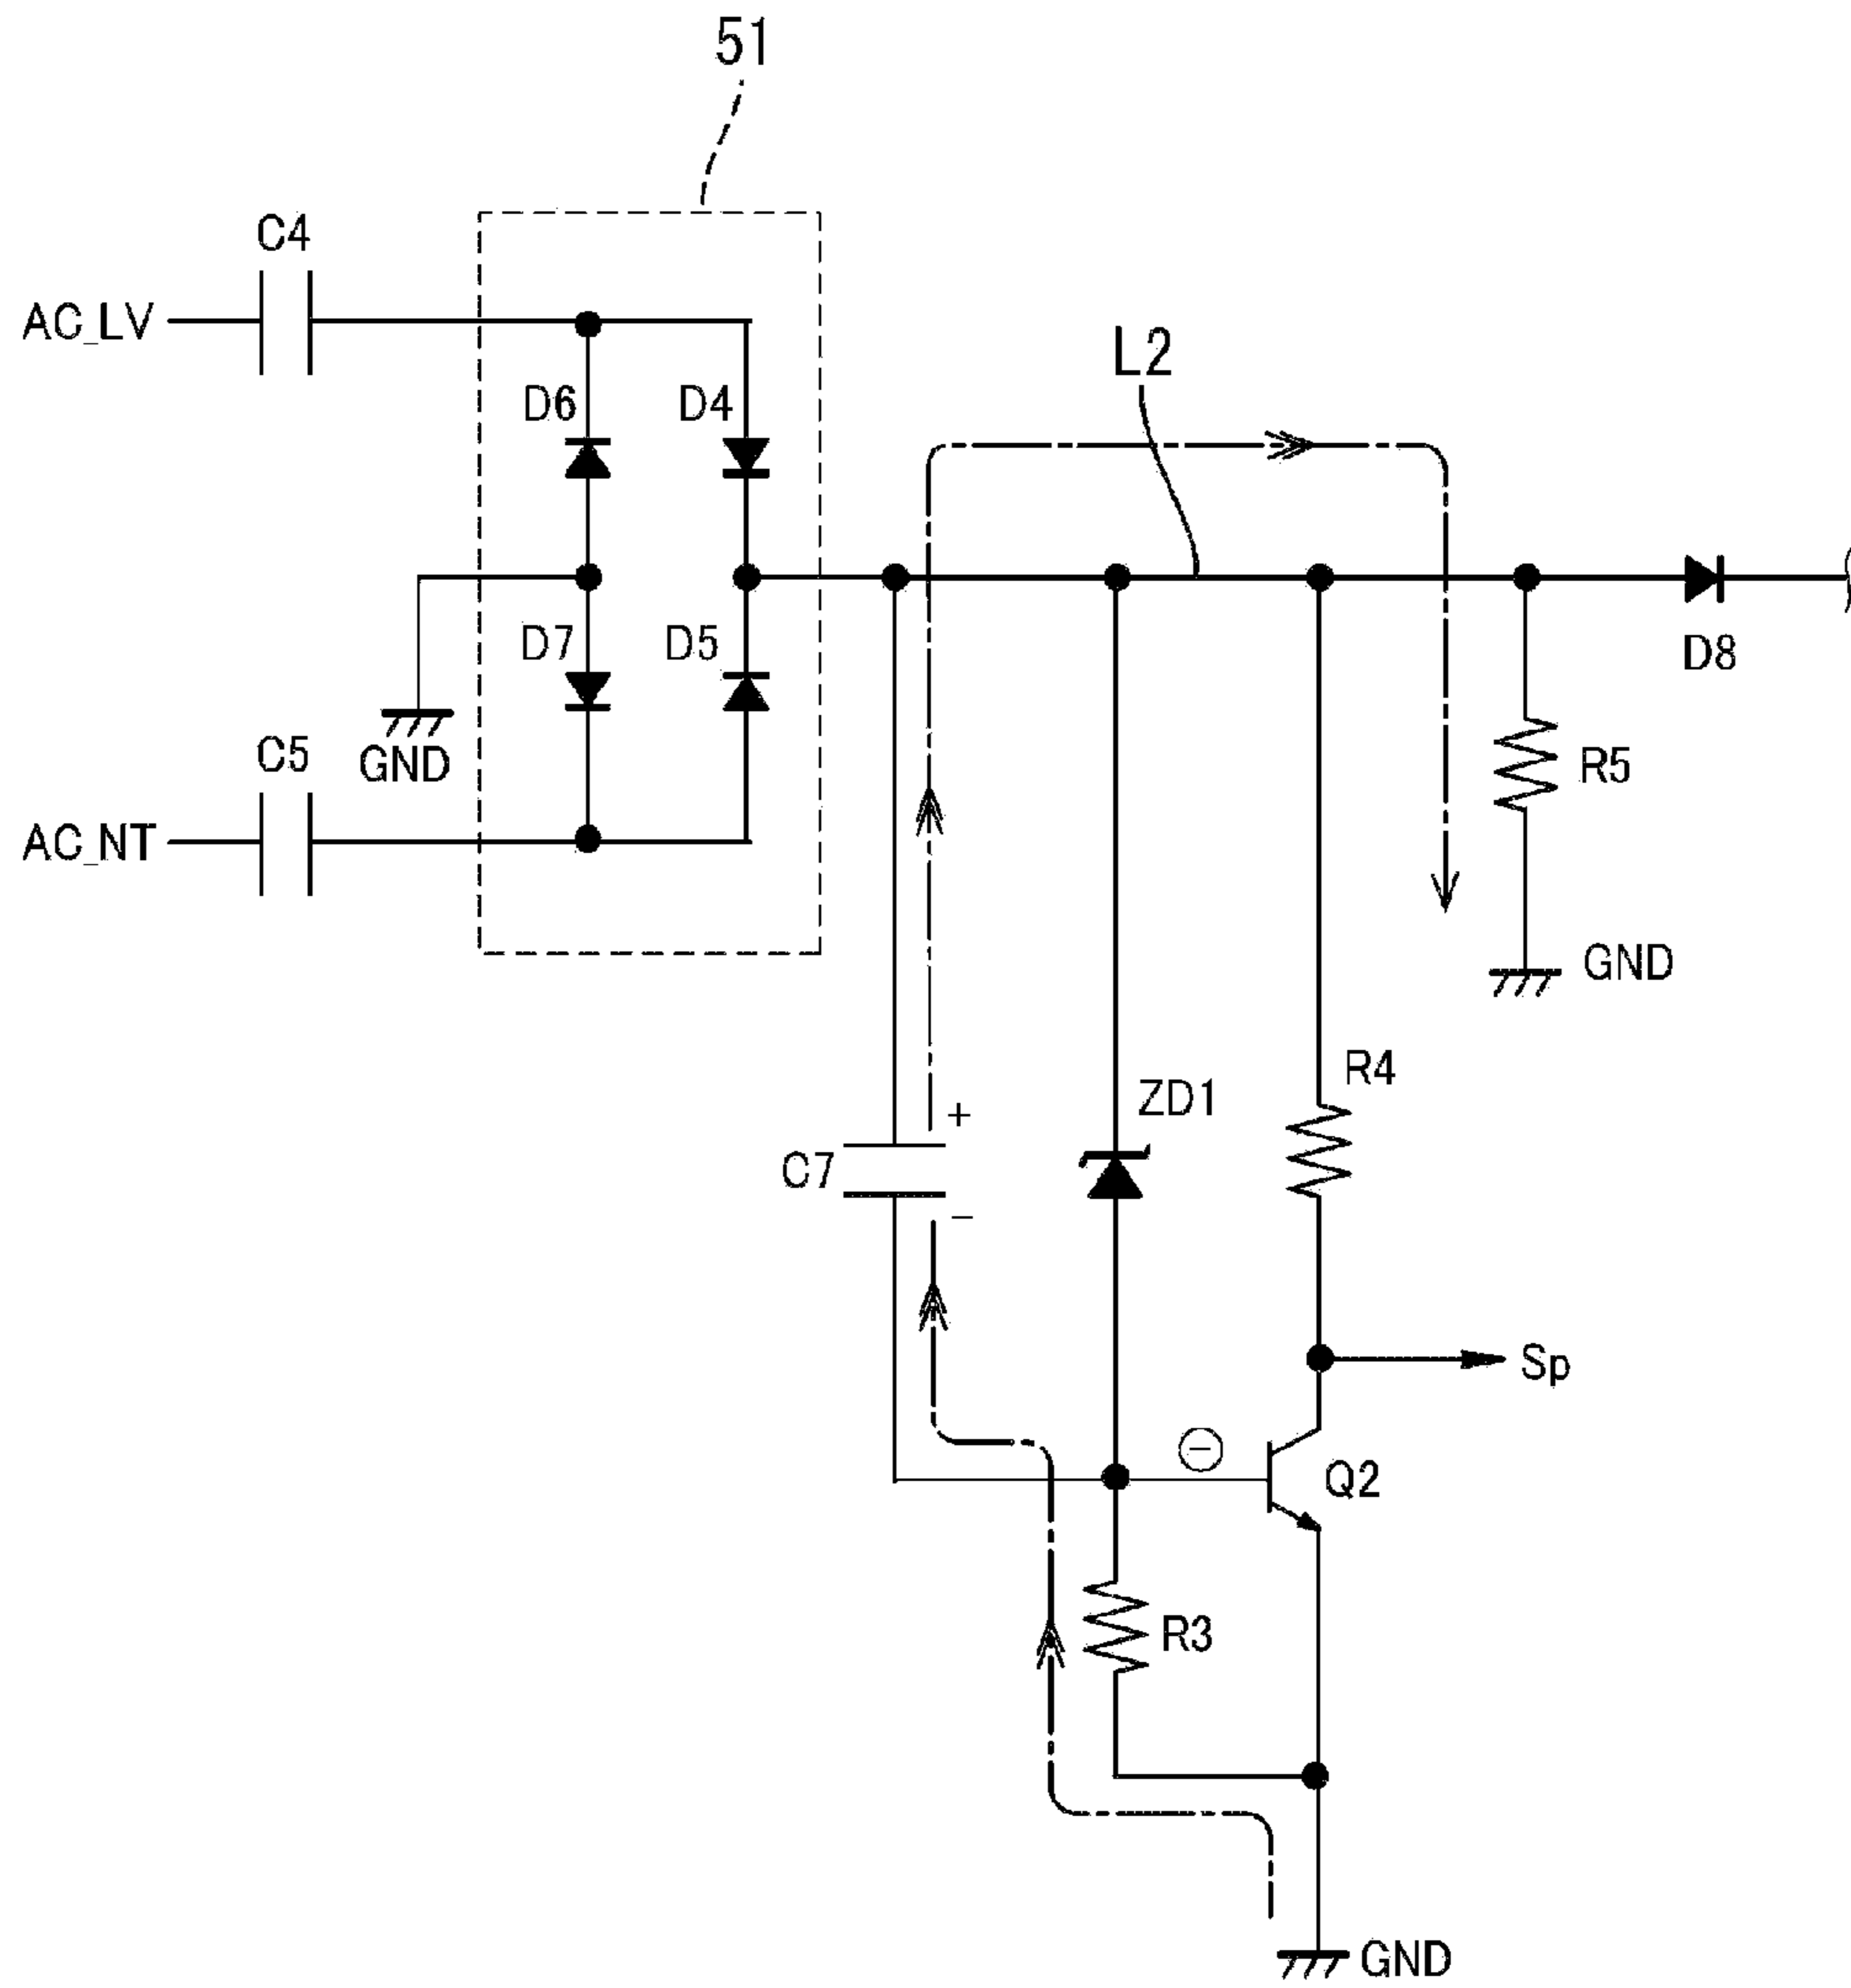 51
C4
AC_LV
L2
D6
D4
D7
D5
D8
C5
GND
R5
AC_NT
GND
R4
ZD1
+
C7
−
Sp
⊖
Q2
R3
GND